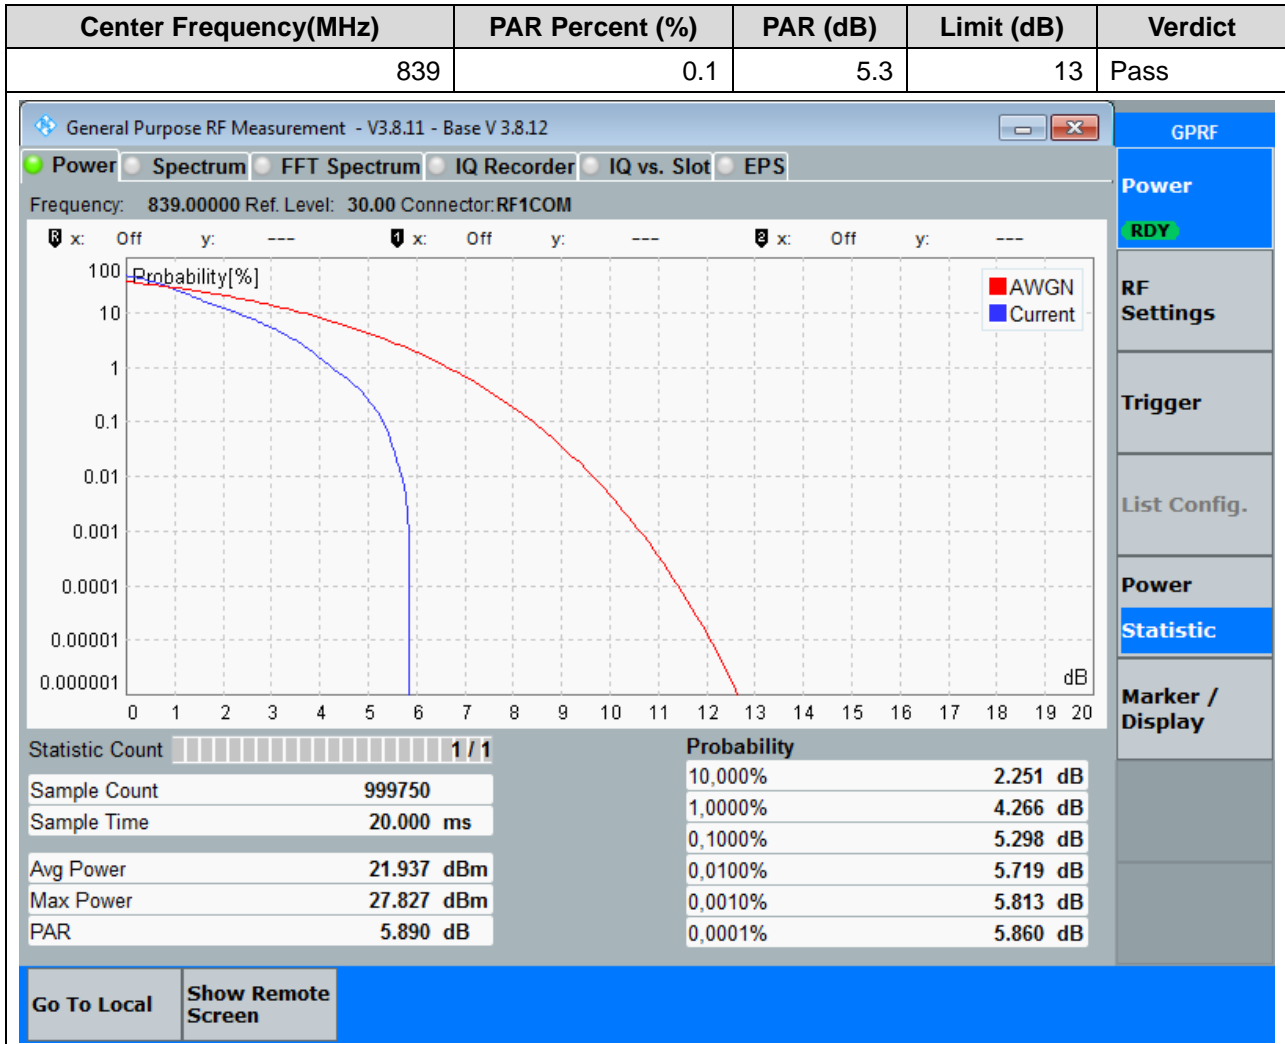 Center Frequency(MHz) PAR Percent (%) PAR (dB) Limit (dB) Verdict
839 0.1 5.3 13 Pass
General Purpose RF Measurement - V3.8.11 - Base V 3.8.12
GPRF
Power Spectrum FFT Spectrum IQ Recorder IQ vs. Slot EPS
Frequency: 839.00000 Ref. Level: 30.00 Connector:RF1COM
R x: Off y: --- 1 x: Off y: --- 2 x: Off y: ---
Probability[%]
AWGN
Current
100
10
1
0.1
0.01
0.001
0.0001
0.00001
0.000001
dB
0 1 2 3 4 5 6 7 8 9 10 11 12 13 14 15 16 17 18 19 20
Statistic Count 1 / 1
Sample Count 999750
Sample Time 20.000 ms
Avg Power 21.937 dBm
Max Power 27.827 dBm
PAR 5.890 dB
Probability
10,000% 2.251 dB
1,0000% 4.266 dB
0,1000% 5.298 dB
0,0100% 5.719 dB
0,0010% 5.813 dB
0,0001% 5.860 dB
Power
RDY
RF
Settings
Trigger
List Config.
Power
Statistic
Marker /
Display
Go To Local
Show Remote
Screen